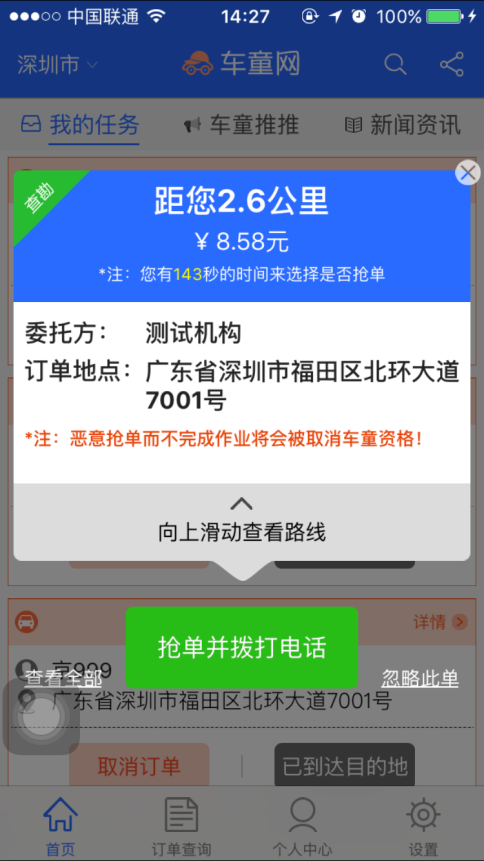 中国联通 14:27 100%
深圳市 车童网
我的任务 车童推推 新闻资讯
查勘
距您2.6公里
￥8.58元
*注：您有143秒的时间来选择是否抢单
委托方： 测试机构
订单地点：广东省深圳市福田区北环大道
7001号
*注：恶意抢单而不完成作业将会被取消车童资格！
向上滑动查看路线
详情
抢单并拨打电话
京999
查看全部 忽略此单
广东省深圳市福田区北环大道7001号
取消订单 已到达目的地
首页 订单查询 个人中心 设置